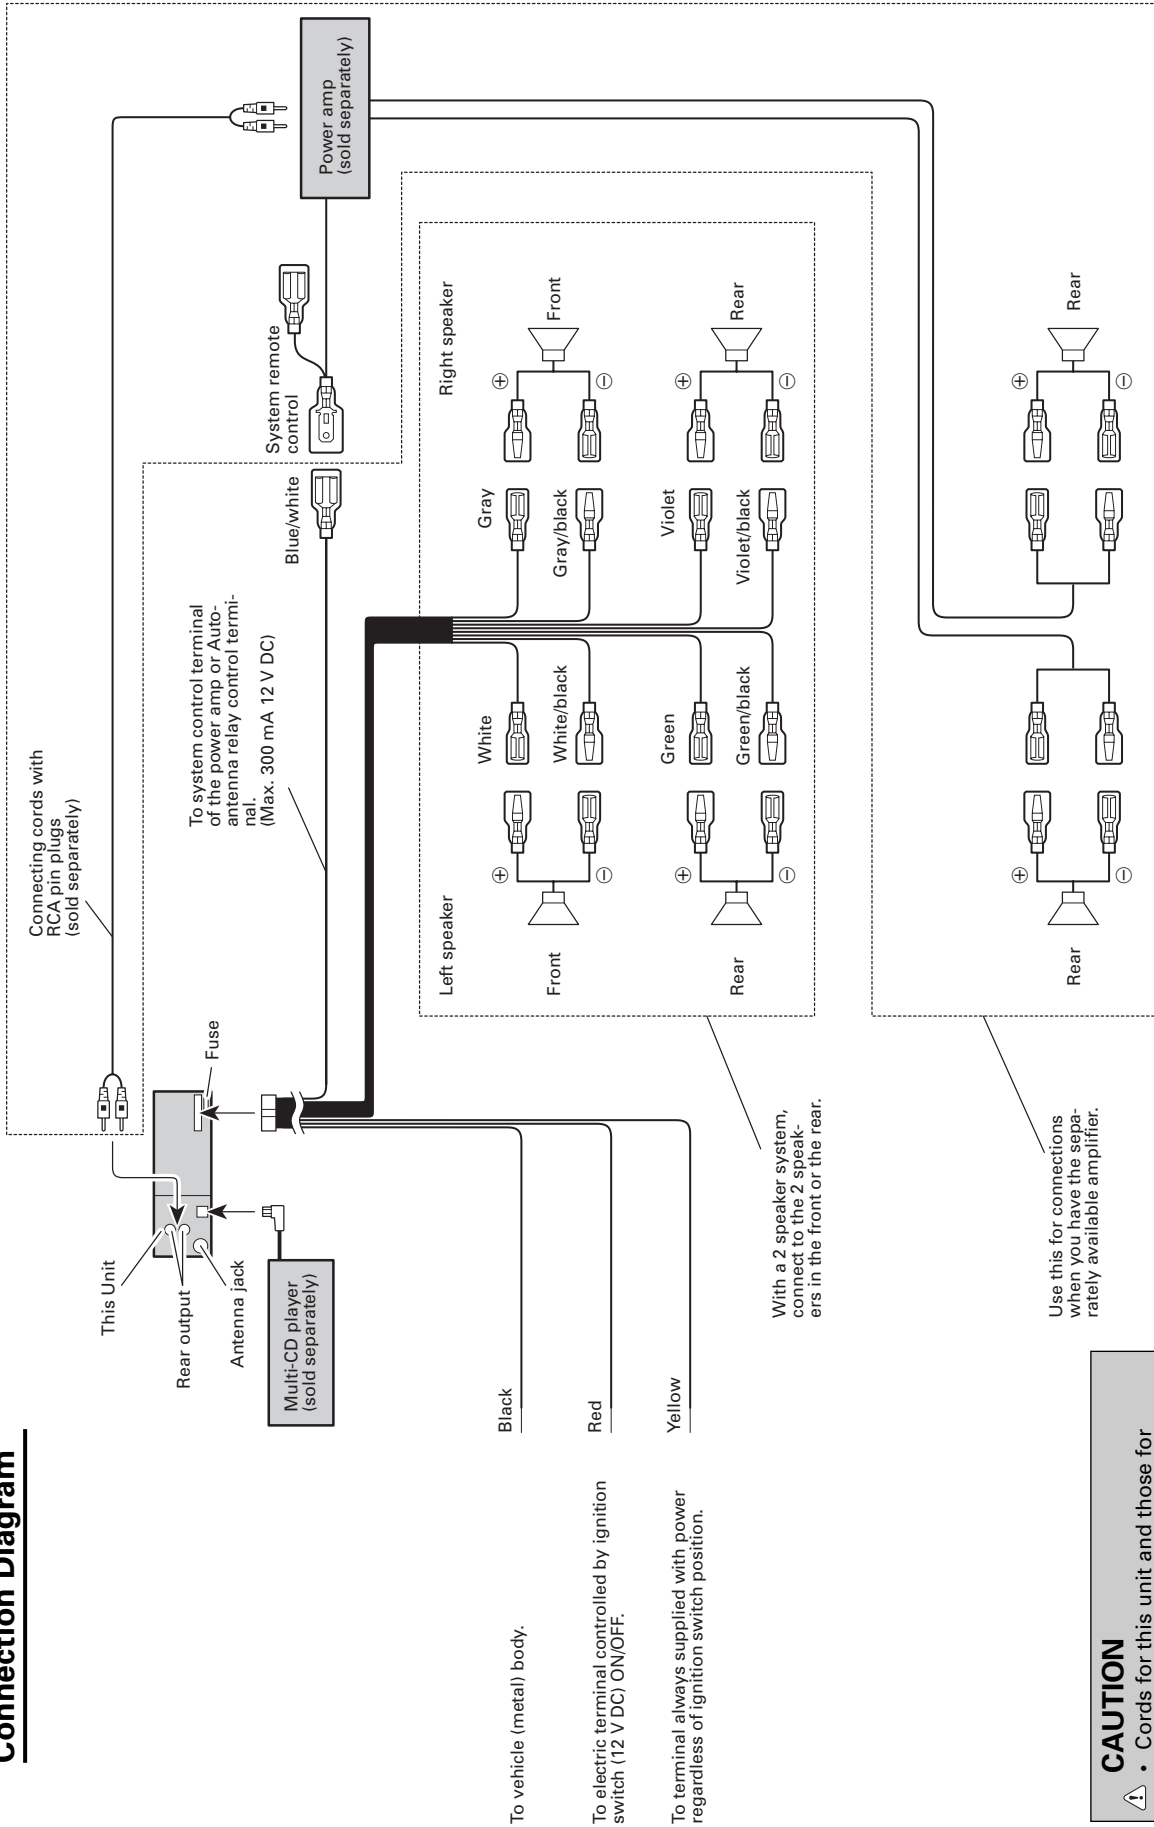 Connection Diagram
This Unit
Rear output
Antenna jack
Multi-CD player
(sold separately)
Fuse
Connecting cords with
RCA pin plugs
(sold separately)
Power amp
(sold separately)
System remote
control
Blue/white
To system control terminal
of the power amp or Auto-
antenna relay control termi-
nal.
(Max. 300 mA 12 V DC)
Black
To vehicle (metal) body.
Red
To electric terminal controlled by ignition
switch (12 V DC) ON/OFF.
Yellow
To terminal always supplied with power
regardless of ignition switch position.
Left speaker
Right speaker
Front
⊕
⊖
White
White/black
Gray
Gray/black
⊕
⊖
Front
Rear
⊕
⊖
Green
Green/black
Violet
Violet/black
⊕
⊖
Rear
With a 2 speaker system,
connect to the 2 speak-
ers in the front or the rear.
Rear
⊕
⊖
⊕
⊖
Rear
Use this for connections
when you have the sepa-
rately available amplifier.
CAUTION
• Cords for this unit and those for